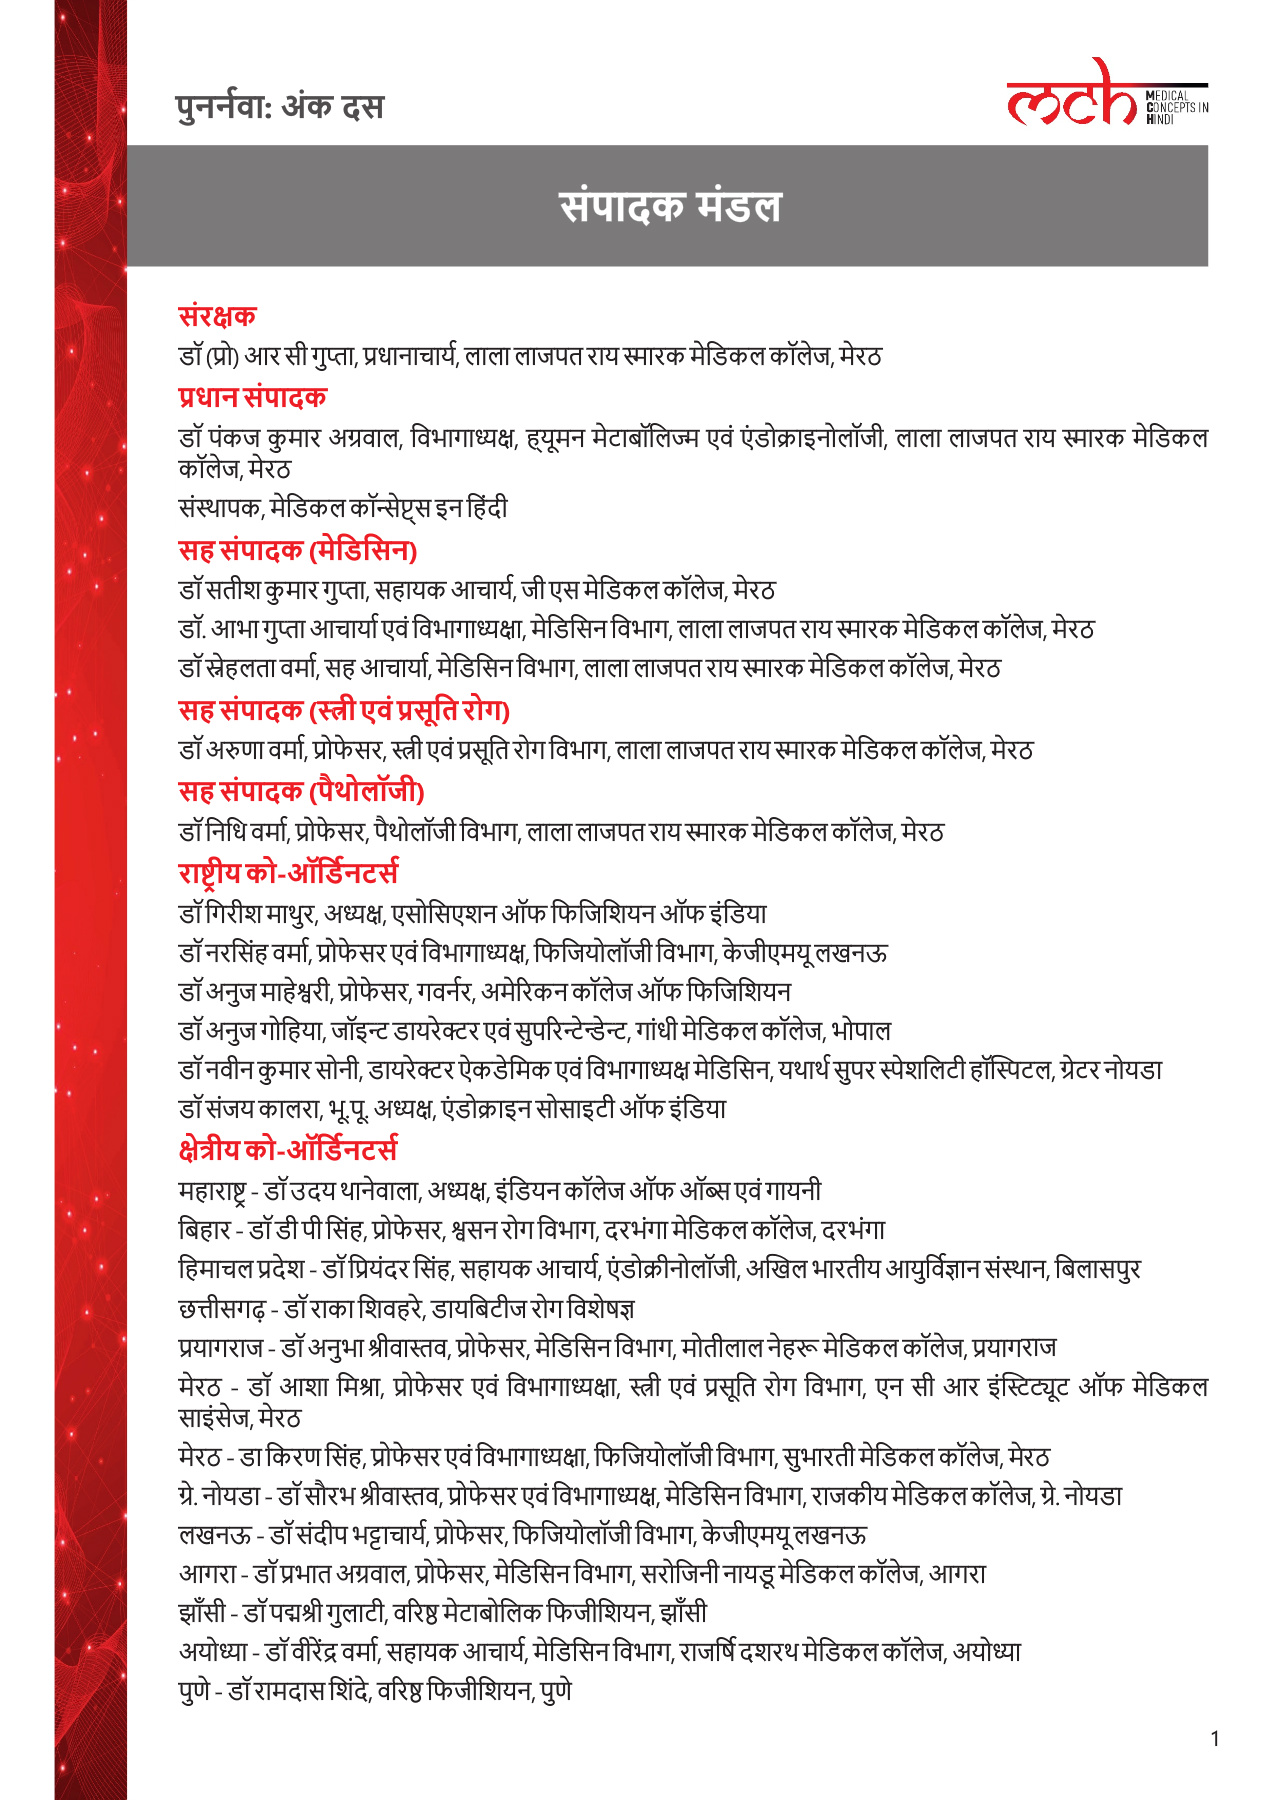 पुनर्नवा: अंक दस
mch MEDICAL
CONCEPTS IN
HINDI
संपादक मंडल
संरक्षक
डॉ (प्रो) आर सी गुप्ता, प्रधानाचार्य, लाला लाजपत राय स्मारक मेडिकल कॉलेज, मेरठ
प्रधान संपादक
डॉ पंकज कुमार अग्रवाल, विभागाध्यक्ष, ह्यूमन मेटाबॉलिज्म एवं एंडोक्राइनोलॉजी, लाला लाजपत राय स्मारक मेडिकल
कॉलेज, मेरठ
संस्थापक, मेडिकल कॉन्सेप्ट्स इन हिंदी
सह संपादक (मेडिसिन)
डॉ सतीश कुमार गुप्ता, सहायक आचार्य, जी एस मेडिकल कॉलेज, मेरठ
डॉ. आभा गुप्ता आचार्या एवं विभागाध्यक्षा, मेडिसिन विभाग, लाला लाजपत राय स्मारक मेडिकल कॉलेज, मेरठ
डॉ स्नेहलता वर्मा, सह आचार्या, मेडिसिन विभाग, लाला लाजपत राय स्मारक मेडिकल कॉलेज, मेरठ
सह संपादक (स्त्री एवं प्रसूति रोग)
डॉ अरुणा वर्मा, प्रोफेसर, स्त्री एवं प्रसूति रोग विभाग, लाला लाजपत राय स्मारक मेडिकल कॉलेज, मेरठ
सह संपादक (पैथोलॉजी)
डॉ निधि वर्मा, प्रोफेसर, पैथोलॉजी विभाग, लाला लाजपत राय स्मारक मेडिकल कॉलेज, मेरठ
राष्ट्रीय को-ऑर्डिनटर्स
डॉ गिरीश माथुर, अध्यक्ष, एसोसिएशन ऑफ फिजिशियन ऑफ इंडिया
डॉ नरसिंह वर्मा, प्रोफेसर एवं विभागाध्यक्ष, फिजियोलॉजी विभाग, केजीएमयू लखनऊ
डॉ अनुज माहेश्वरी, प्रोफेसर, गवर्नर, अमेरिकन कॉलेज ऑफ फिजिशियन
डॉ अनुज गोहिया, जॉइन्ट डायरेक्टर एवं सुपरिन्टेन्डेन्ट, गांधी मेडिकल कॉलेज, भोपाल
डॉ नवीन कुमार सोनी, डायरेक्टर ऐकडेमिक एवं विभागाध्यक्ष मेडिसिन, यथार्थ सुपर स्पेशलिटी हॉस्पिटल, ग्रेटर नोयडा
डॉ संजय कालरा, भू.पू. अध्यक्ष, एंडोक्राइन सोसाइटी ऑफ इंडिया
क्षेत्रीय को-ऑर्डिनटर्स
महाराष्ट्र - डॉ उदय थानेवाला, अध्यक्ष, इंडियन कॉलेज ऑफ ऑब्स एवं गायनी
बिहार - डॉ डी पी सिंह, प्रोफेसर, श्वसन रोग विभाग, दरभंगा मेडिकल कॉलेज, दरभंगा
हिमाचल प्रदेश - डॉ प्रियंदर सिंह, सहायक आचार्य, एंडोक्रीनोलॉजी, अखिल भारतीय आयुर्विज्ञान संस्थान, बिलासपुर
छत्तीसगढ़ - डॉ राका शिवहरे, डायबिटीज रोग विशेषज्ञ
प्रयागराज - डॉ अनुभा श्रीवास्तव, प्रोफेसर, मेडिसिन विभाग, मोतीलाल नेहरू मेडिकल कॉलेज, प्रयागराज
मेरठ - डॉ आशा मिश्रा, प्रोफेसर एवं विभागाध्यक्षा, स्त्री एवं प्रसूति रोग विभाग, एन सी आर इंस्टिट्यूट ऑफ मेडिकल
साइंसेज, मेरठ
मेरठ - डा किरण सिंह, प्रोफेसर एवं विभागाध्यक्षा, फिजियोलॉजी विभाग, सुभारती मेडिकल कॉलेज, मेरठ
ग्रे. नोयडा - डॉ सौरभ श्रीवास्तव, प्रोफेसर एवं विभागाध्यक्ष, मेडिसिन विभाग, राजकीय मेडिकल कॉलेज, ग्रे. नोयडा
लखनऊ - डॉ संदीप भट्टाचार्य, प्रोफेसर, फिजियोलॉजी विभाग, केजीएमयू लखनऊ
आगरा - डॉ प्रभात अग्रवाल, प्रोफेसर, मेडिसिन विभाग, सरोजिनी नायडू मेडिकल कॉलेज, आगरा
झाँसी - डॉ पद्मश्री गुलाटी, वरिष्ठ मेटाबोलिक फिजीशियन, झाँसी
अयोध्या - डॉ वीरेंद्र वर्मा, सहायक आचार्य, मेडिसिन विभाग, राजर्षि दशरथ मेडिकल कॉलेज, अयोध्या
पुणे - डॉ रामदास शिंदे, वरिष्ठ फिजीशियन, पुणे
1